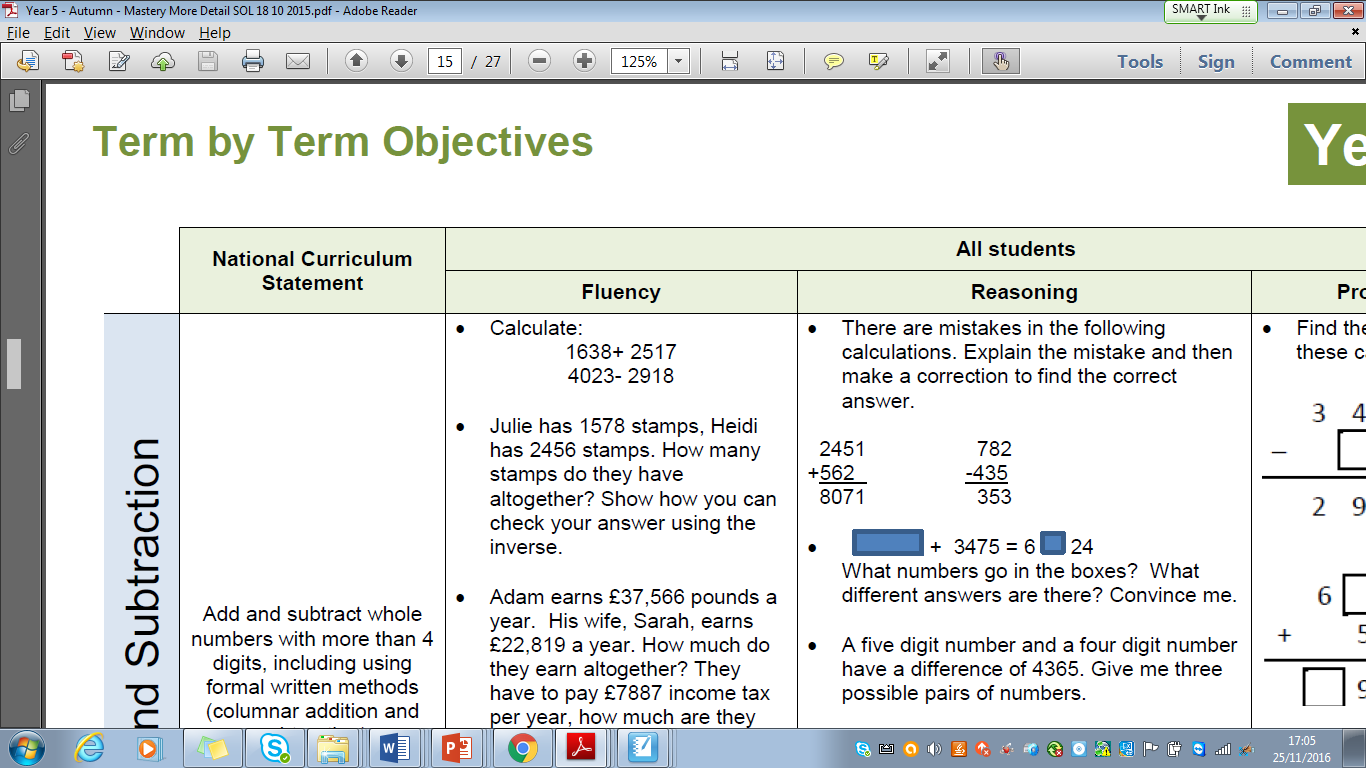 Year 5 - Autumn - Mastery More Detail SOL 18 10 2015.pdf - Adobe Reader
SMART Ink
File Edit View Window Help
15 / 27
125%
Tools Sign Comment
Term by Term Objectives
Ye
National Curriculum
Statement
All students
Fluency
Reasoning
Pro
nd Subtraction
Add and subtract whole
numbers with more than 4
digits, including using
formal written methods
(columnar addition and
• Calculate:
1638+ 2517
4023- 2918
• Julie has 1578 stamps, Heidi
has 2456 stamps. How many
stamps do they have
altogether? Show how you can
check your answer using the
inverse.
• Adam earns £37,566 pounds a
year. His wife, Sarah, earns
£22,819 a year. How much do
they earn altogether? They
have to pay £7887 income tax
per year, how much are they
• There are mistakes in the following
calculations. Explain the mistake and then
make a correction to find the correct
answer.
2451 782
+562 -435
8071 353
• + 3475 = 6 24
What numbers go in the boxes? What
different answers are there? Convince me.
• A five digit number and a four digit number
have a difference of 4365. Give me three
possible pairs of numbers.
• Find the
these c
3 4
–
2 9
6
+ 5
9
17:05
25/11/2016